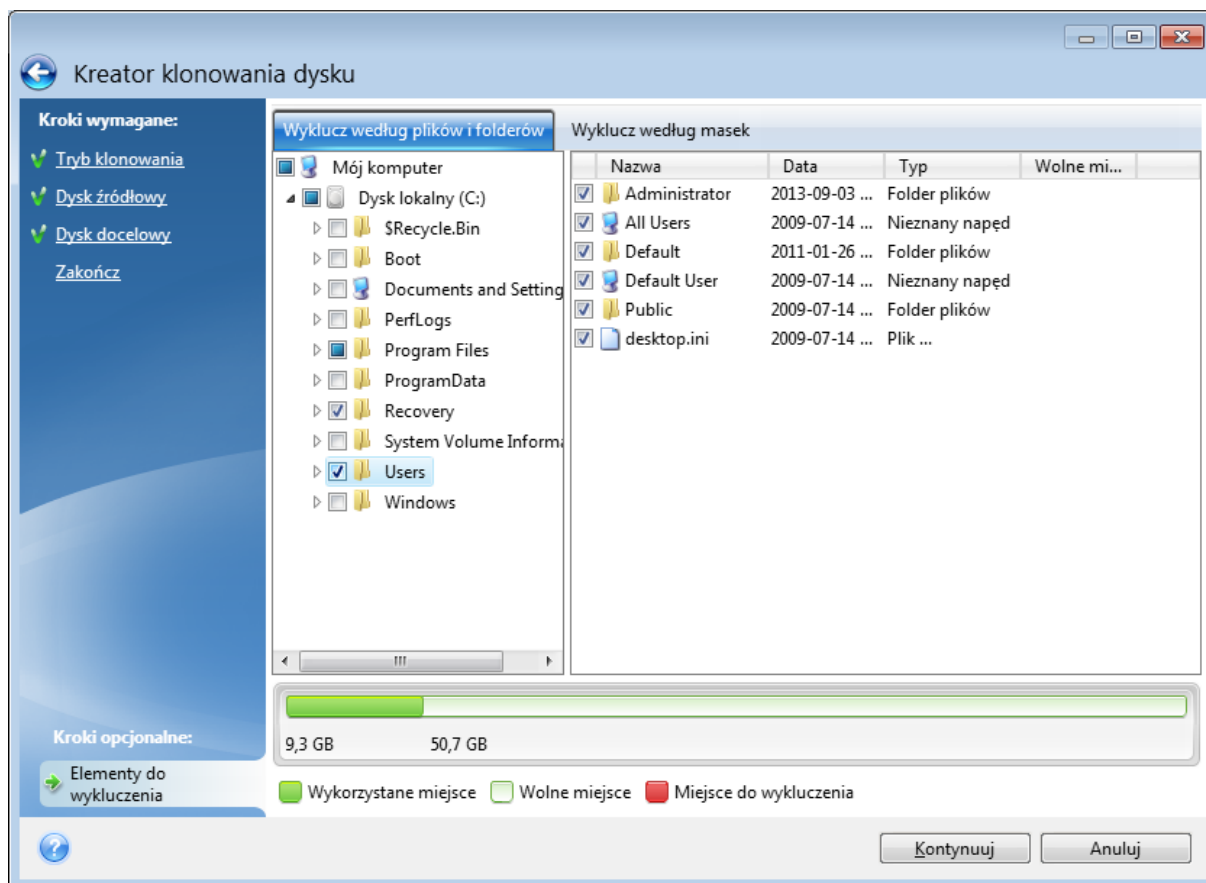 Kreator klonowania dysku
Kroki wymagane:
Tryb klonowania
Dysk źródłowy
Dysk docelowy
Zakończ
Kroki opcjonalne:
Elementy do
wykluczenia
Wyklucz według plików i folderów
Wyklucz według masek
Mój komputer
Dysk lokalny (C:)
$Recycle.Bin
Boot
Documents and Setting
PerfLogs
Program Files
ProgramData
Recovery
System Volume Informa
Users
Windows
Nazwa Data Typ Wolne mi...
Administrator 2013-09-03 ... Folder plików
All Users 2009-07-14 ... Nieznany napęd
Default 2011-01-26 ... Folder plików
Default User 2009-07-14 ... Nieznany napęd
Public 2009-07-14 ... Folder plików
desktop.ini 2009-07-14 ... Plik ...
9,3 GB 50,7 GB
Wykorzystane miejsce Wolne miejsce Miejsce do wykluczenia
Kontynuuj Anuluj